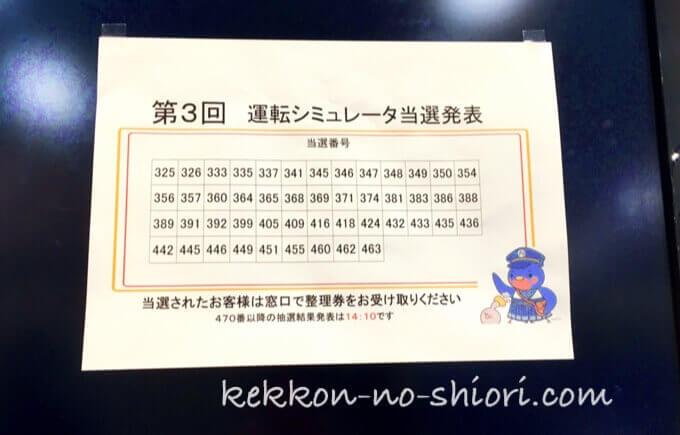 第3回 運転シミュレータ当選発表
当選番号
325 326 333 335 337 341 345 346 347 348 349 350 354
356 357 360 364 365 368 369 371 374 381 383 386 388
389 391 392 399 405 409 416 418 424 432 433 435 436
442 445 446 449 451 455 460 462 463
当選されたお客様は窓口で整理券をお受け取りください
470番以降の抽選結果発表は14:10です
kekkon-no-shiori.com